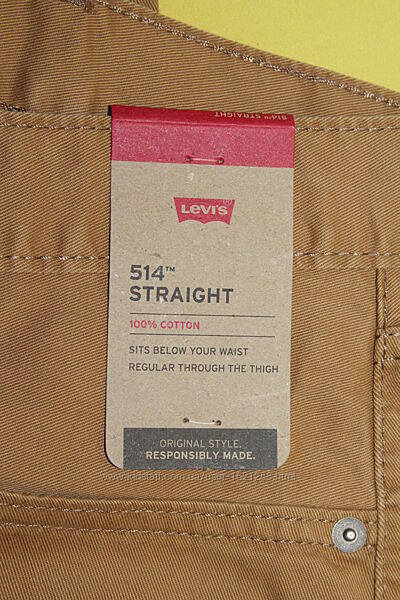 514™ STRAIGHT
Levi's®
514™
STRAIGHT
100% COTTON
SITS BELOW YOUR WAIST
REGULAR THROUGH THE THIGH
ORIGINAL STYLE.
RESPONSIBLY MADE.